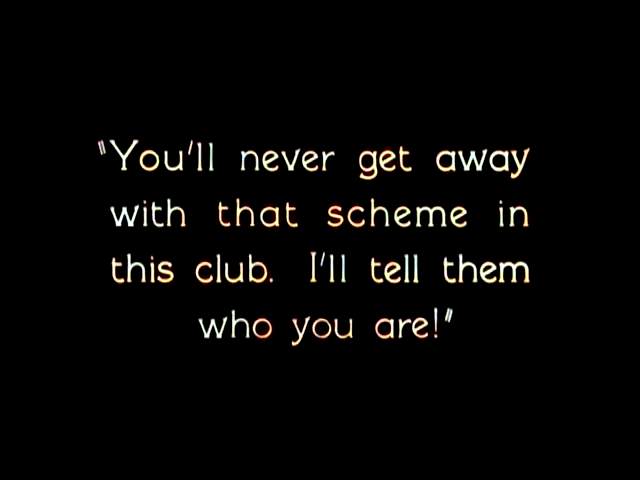 "You'll never get away
with that scheme in
this club. I'll tell them
who you are!"